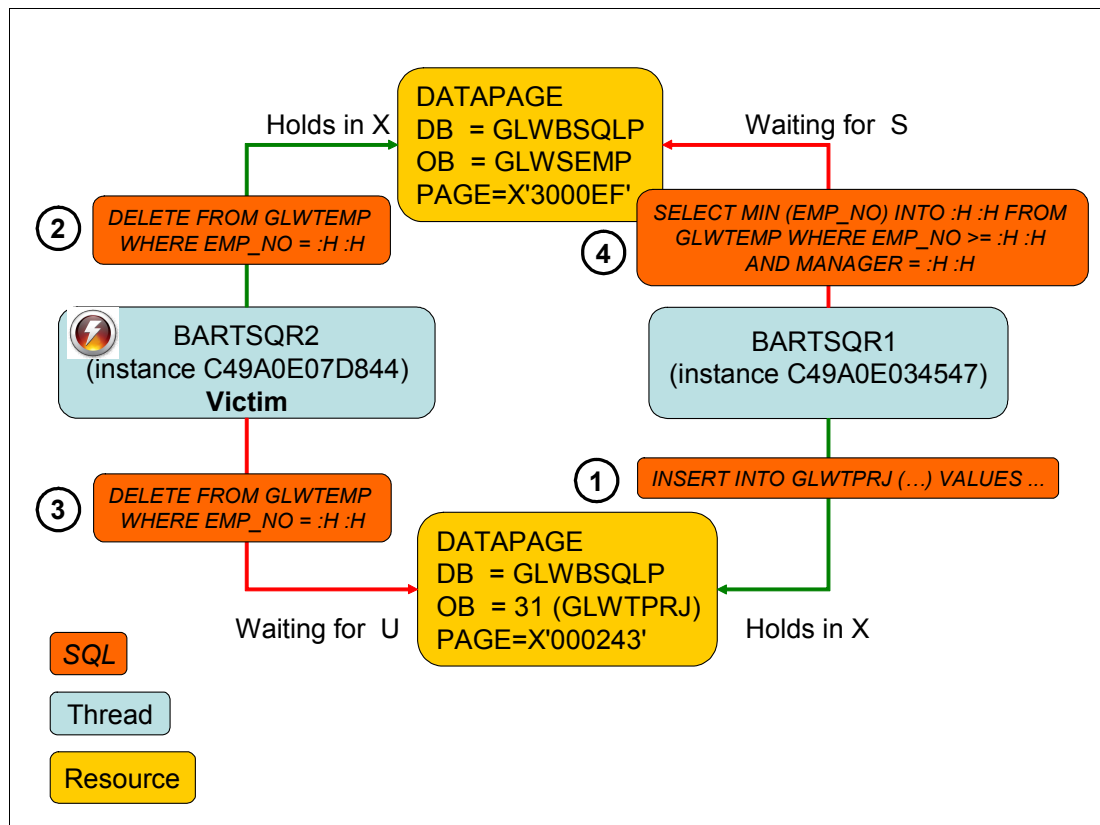 DATAPAGE
DB = GLWBSQLP
OB = GLWSEMP
PAGE=X'3000EF'
Holds in X
Waiting for S
2
DELETE FROM GLWTEMP
WHERE EMP_NO = :H :H
SELECT MIN (EMP_NO) INTO :H :H FROM
GLWTEMP WHERE EMP_NO >= :H :H
AND MANAGER = :H :H
4
BARTSQR2
(instance C49A0E07D844)
Victim
BARTSQR1
(instance C49A0E034547)
3
DELETE FROM GLWTEMP
WHERE EMP_NO = :H :H
1
INSERT INTO GLWTPRJ (...) VALUES ...
DATAPAGE
DB = GLWBSQLP
OB = 31 (GLWTPRJ)
PAGE=X'000243'
Waiting for U
Holds in X
SQL
Thread
Resource